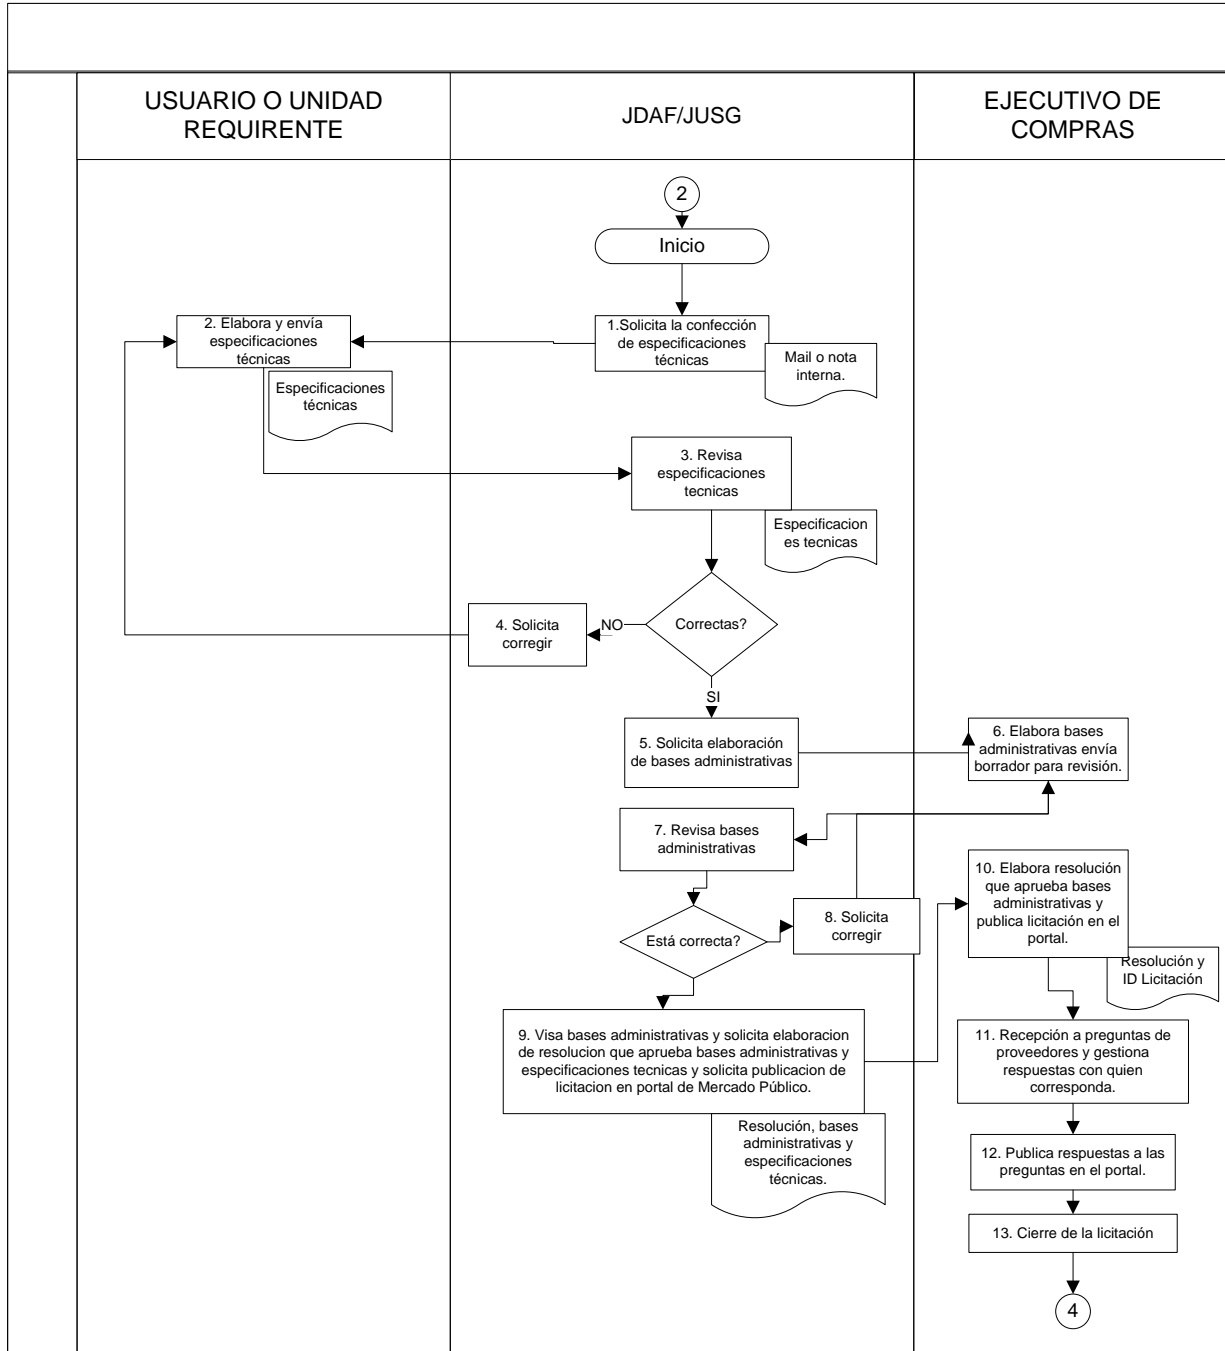 USUARIO O UNIDAD
REQUIRENTE
JDAF/JUSG
EJECUTIVO DE
COMPRAS
2
Inicio
1.Solicita la confección
de especificaciones
técnicas
Mail o nota
interna.
2. Elabora y envía
especificaciones
técnicas
Especificaciones
técnicas
3. Revisa
especificaciones
tecnicas
Especificacion
es tecnicas
Correctas?
NO
4. Solicita
corregir
SI
5. Solicita elaboración
de bases administrativas
6. Elabora bases
administrativas envía
borrador para revisión.
7. Revisa bases
administrativas
Está correcta?
8. Solicita
corregir
9. Visa bases administrativas y solicita elaboracion
de resolucion que aprueba bases administrativas y
especificaciones tecnicas y solicita publicacion de
licitacion en portal de Mercado Público.
Resolución, bases
administrativas y
especificaciones
técnicas.
10. Elabora resolución
que aprueba bases
administrativas y
publica licitación en el
portal.
Resolución y
ID Licitación
11. Recepción a preguntas de
proveedores y gestiona
respuestas con quien
corresponda.
12. Publica respuestas a las
preguntas en el portal.
13. Cierre de la licitación
4